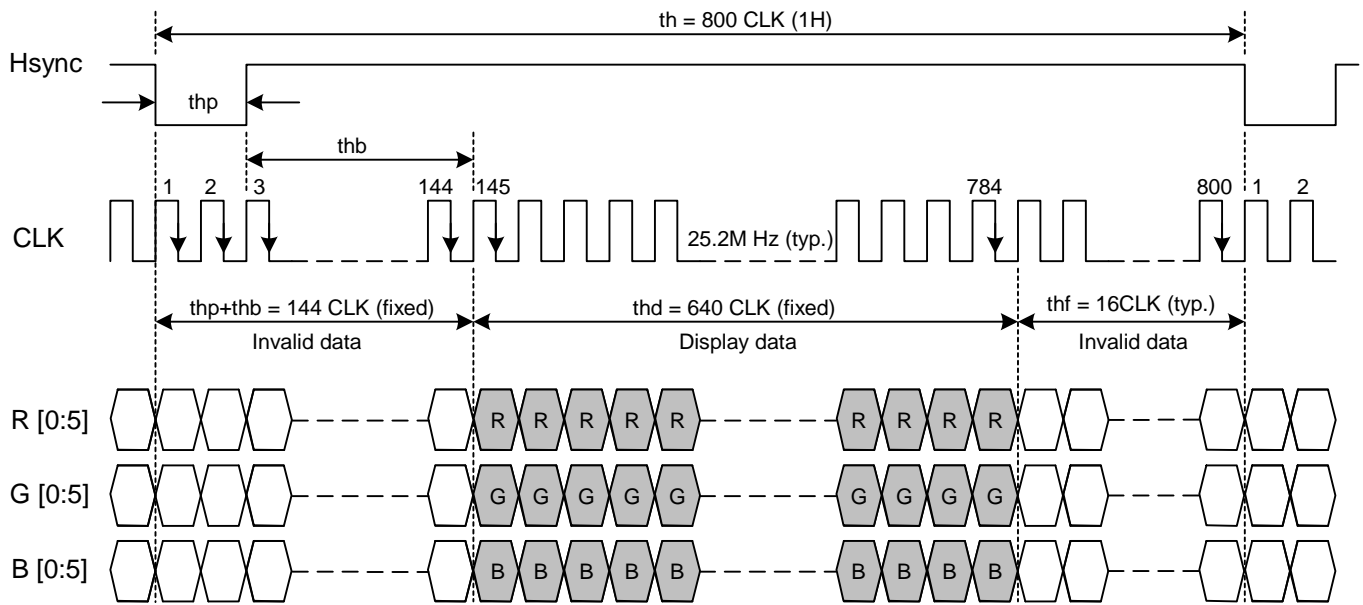 th = 800 CLK (1H)
Hsync
thp
thb
1 2 3 144 145 784 800 1 2
CLK
25.2M Hz (typ.)
thp+thb = 144 CLK (fixed) thd = 640 CLK (fixed) thf = 16CLK (typ.)
Invalid data Display data Invalid data
R [0:5] R R R R R R R R R
G [0:5] G G G G G G G G G
B [0:5] B B B B B B B B B